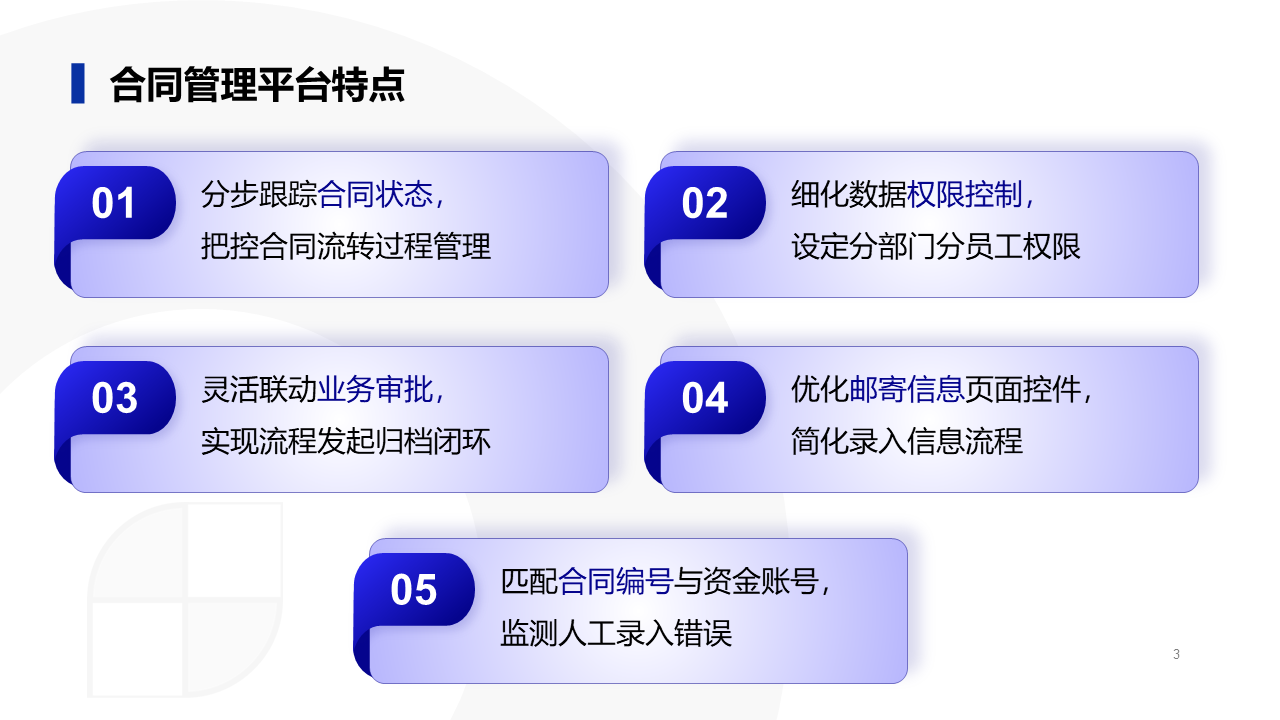 合同管理平台特点
01
分步跟踪合同状态，
把控合同流转过程管理
02
细化数据权限控制，
设定分部门分员工权限
03
灵活联动业务审批，
实现流程发起归档闭环
04
优化邮寄信息页面控件，
简化录入信息流程
05
匹配合同编号与资金账号，
监测人工录入错误
3